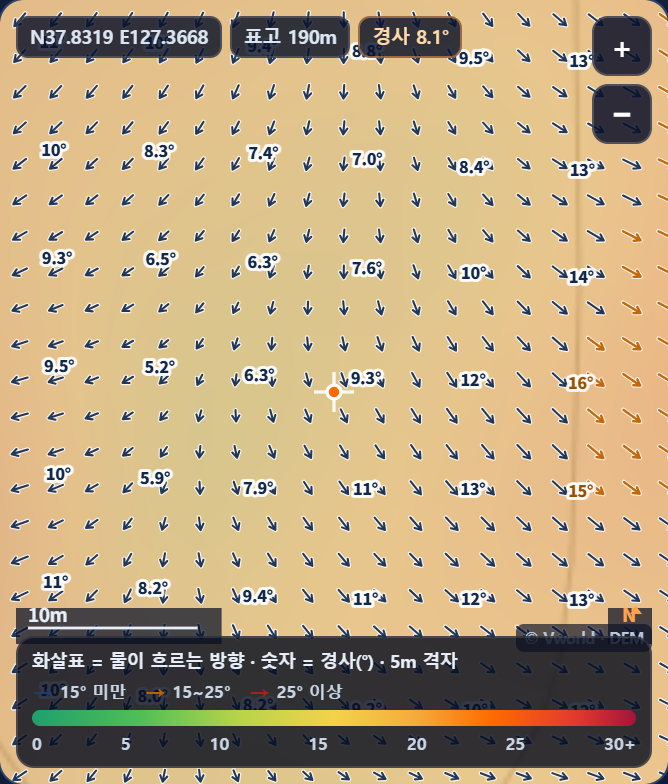 N37.8319 E127.3668
표고 190m
경사 8.1°
+
9.4° 8.8° 9.5° 13°
−
10° 8.3° 7.4° 7.0° 8.4° 13°
9.3° 6.5° 6.3° 7.6° 10° 14°
9.5° 5.2° 6.3° 9.3° 12° 16°
10° 5.9° 7.9° 11° 13° 15°
11° 8.2° 9.4° 11° 12° 13°
10m
N
© Vworld · DEM
화살표 = 물이 흐르는 방향 · 숫자 = 경사(°) · 5m 격자
15° 미만 15~25° 25° 이상
0 5 10 15 20 25 30+